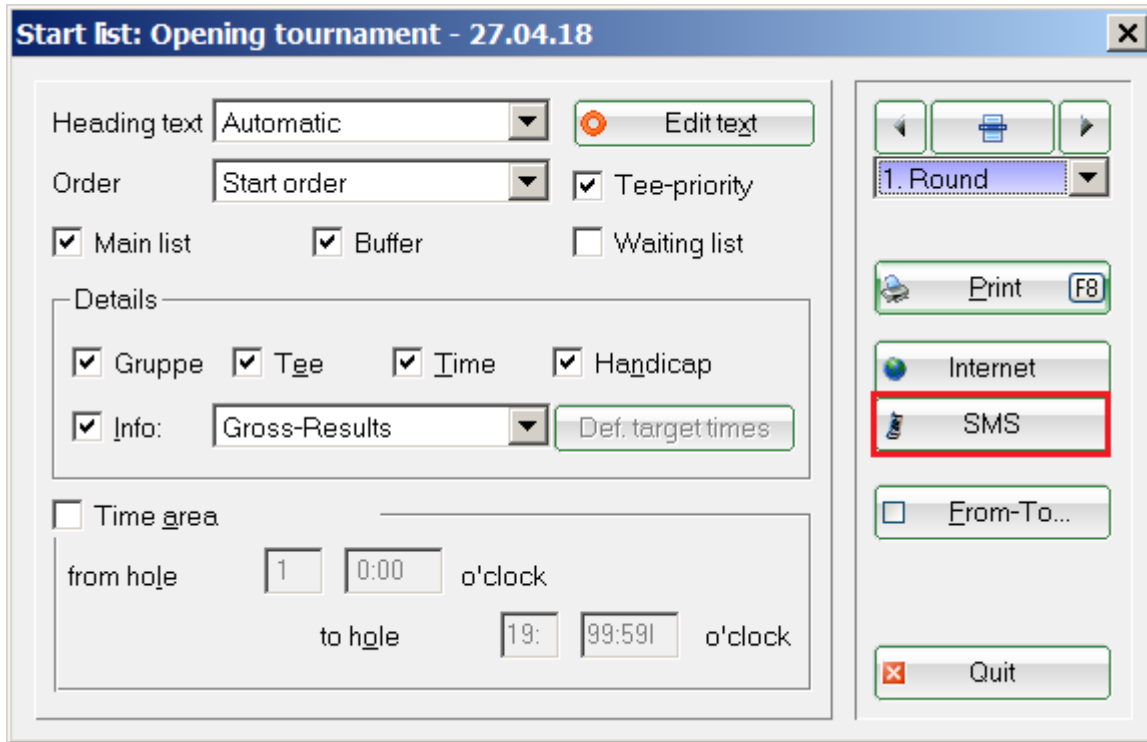 Start list: Opening tournament - 27.04.18
Heading text Automatic Edit text
Order Start order Tee-priority
Main list Buffer Waiting list
Details
Gruppe Tee Time Handicap
Info: Gross-Results Def. target times
Time area
from hole 1 0:00 o'clock
to hole 19: 99:59l o'clock
1. Round
Print F8
Internet
SMS
From-To...
Quit